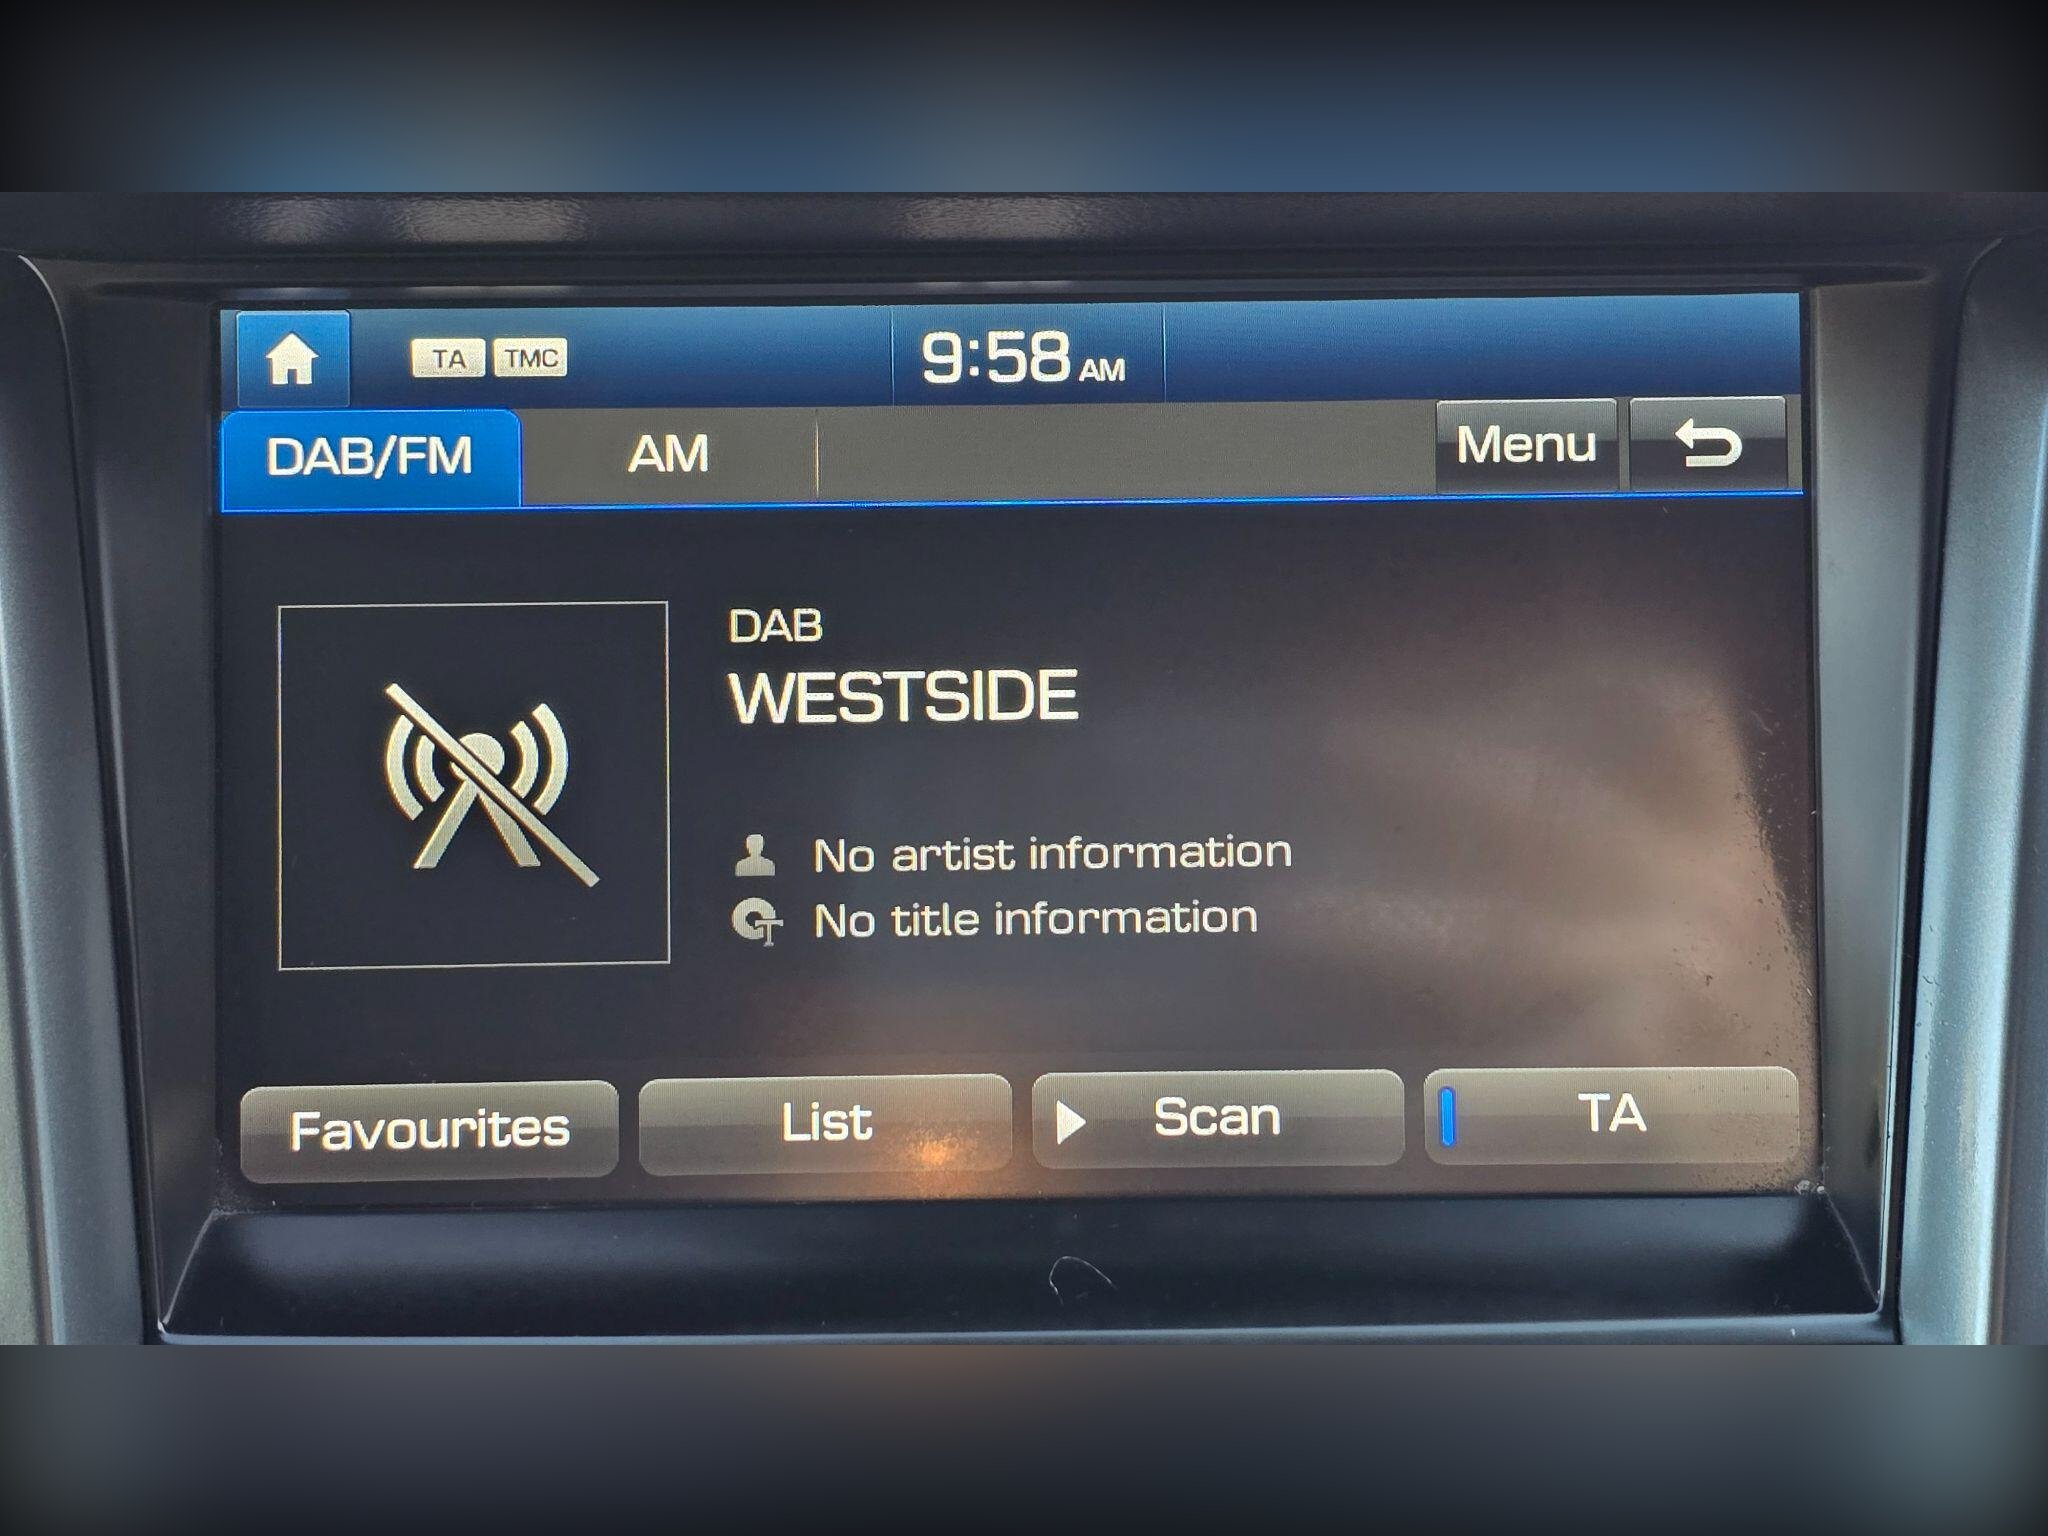 TA TMC 9:58 AM
DAB/FM AM Menu
DAB
WESTSIDE
No artist information
No title information
Favourites List Scan TA